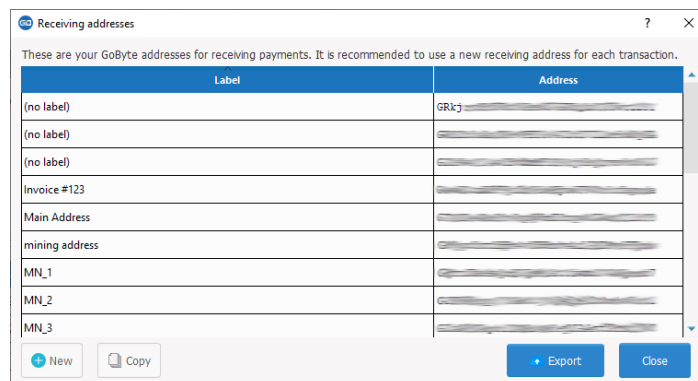 GO Receiving addresses ?
These are your GoByte addresses for receiving payments. It is recommended to use a new receiving address for each transaction.
Label Address
(no label) GRkj
(no label)
(no label)
Invoice #123
Main Address
mining address
MN_1
MN_2
MN_3
New Copy Export Close